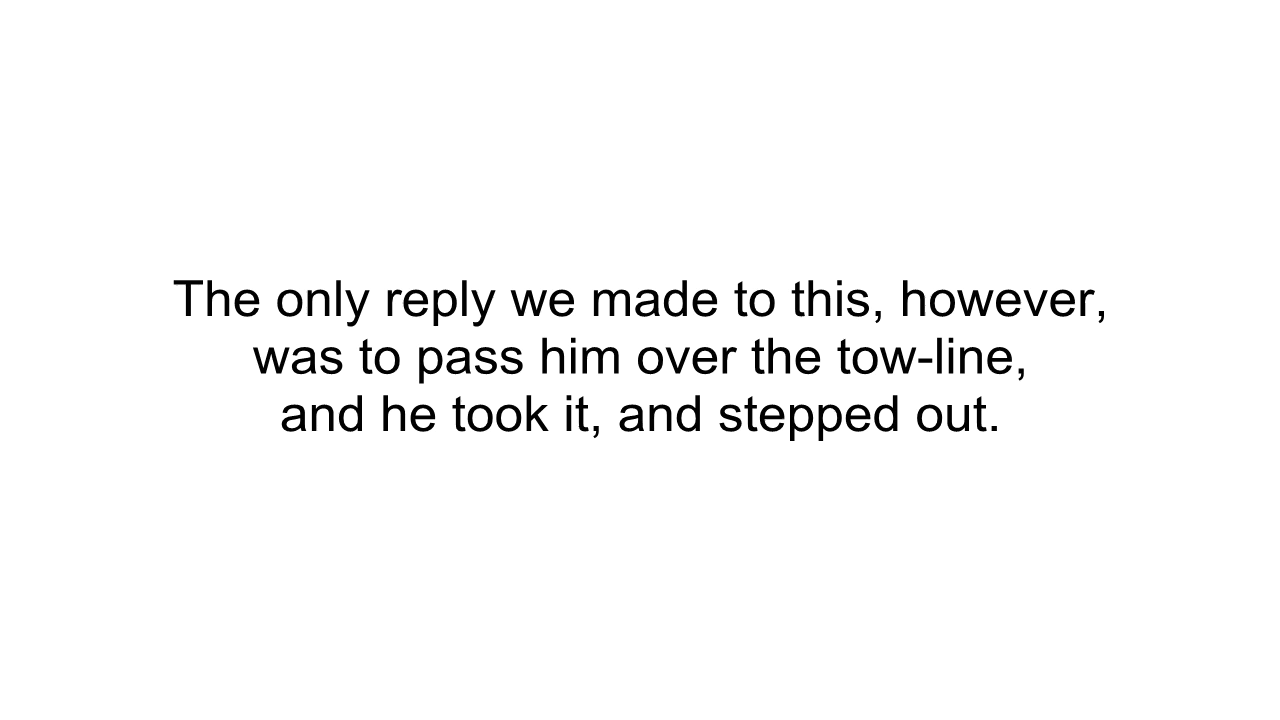 The only reply we made to this, however,
was to pass him over the tow-line,
and he took it, and stepped out.